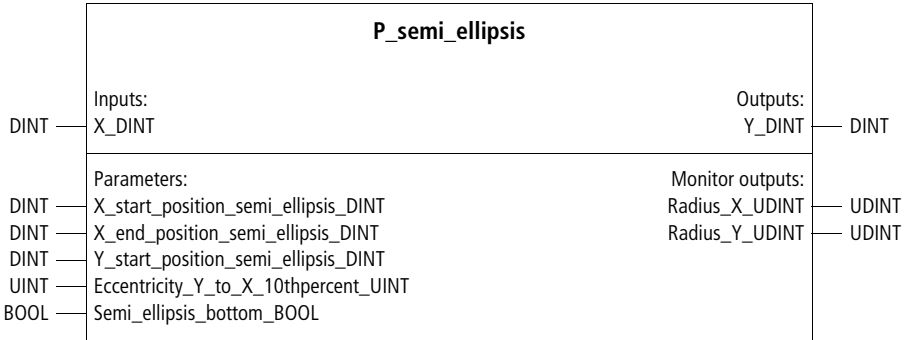 P_semi_ellipsis
Inputs: Outputs:
DINT X_DINT Y_DINT DINT
Parameters: Monitor outputs:
DINT X_start_position_semi_ellipsis_DINT Radius_X_UDINT UDINT
DINT X_end_position_semi_ellipsis_DINT Radius_Y_UDINT UDINT
DINT Y_start_position_semi_ellipsis_DINT
UINT Eccentricity_Y_to_X_10thpercent_UINT
BOOL Semi_ellipsis_bottom_BOOL